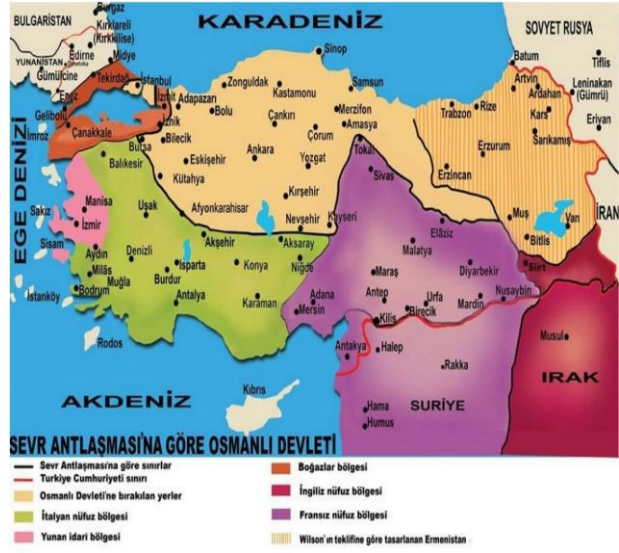 Burgaz
BULGARİSTAN
KARADENİZ
SOVYET RUSYA
Kırklareli
(Kırkkilise)
Edirne
YUNANİSTAN
Midye
Gümülcine
Tekirdağ
İstanbul
Enez
Gelibolu
İmroz
Çanakkale
Sinop
Zonguldak
Kastamonu
Samsun
İzmit
Adapazarı
Bolu
Merzifon
İznik
Çankırı
Amasya
Çorum
Bursa
Bilecik
Tokat
Balıkesir
Eskişehir
Ankara
Yozgat
Sivas
Kütahya
Kırşehir
Batum
Tiflis
Artvin
Ardahan
Leninakan
(Gümrü)
Trabzon
Rize
Kars
Erivan
Sarıkamış
Erzurum
Erzincan
İRAN
Muş
Van
Bitlis
Siirt
EGE DENİZİ
Manisa
Sakız
İzmir
Uşak
Afyonkarahisar
Nevşehir
Kayseri
Elâziz
Sisam
Aydın
Denizli
Akşehir
Aksaray
Malatya
Milâs
Isparta
Konya
Niğde
Maraş
Diyarbekir
Muğla
Burdur
Bodrum
İstanköy
Antalya
Karaman
Adana
Mersin
Antep
Urfa
Mardin
Nusaybin
Birecik
Kilis
Rodos
Antakya
Halep
Musul
Rakka
Kıbrıs
IRAK
AKDENİZ
Hama
SURİYE
Humus
SEVR ANTLAŞMASI'NA GÖRE OSMANLI DEVLETİ
Sevr Antlaşması'na göre sınırlar
Turkiye Cumhuriyeti sınırı
Osmanlı Devleti'ne bırakılan yerler
İtalyan nüfuz bölgesi
Yunan idari bölgesi
Boğazlar bölgesi
İngiliz nüfuz bölgesi
Fransız nüfuz bölgesi
Wilson'ın teklifine göre tasarlanan Ermenistan